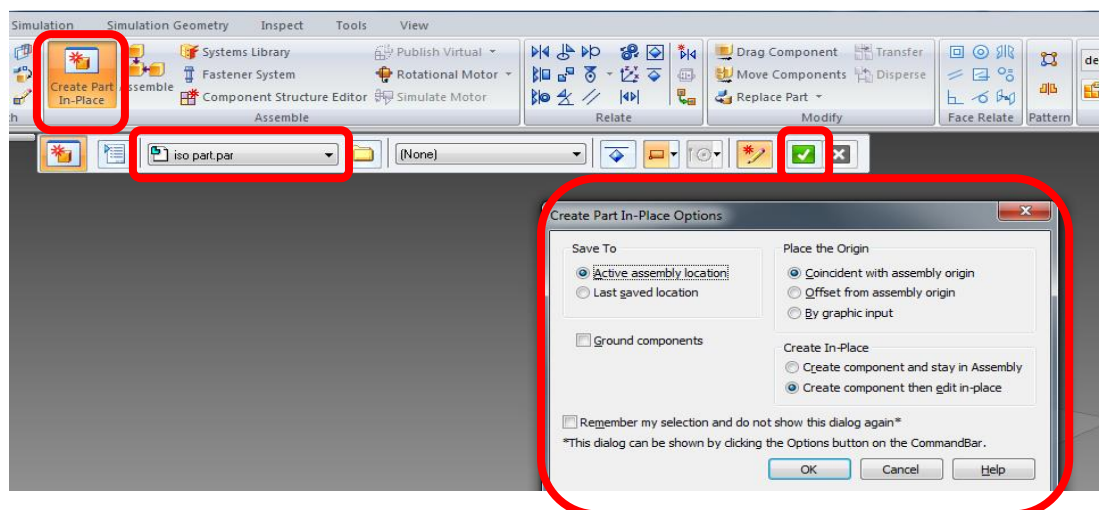 Simulation Simulation Geometry Inspect Tools View
Create Part In-Place
Assemble
Systems Library
Fastener System
Component Structure Editor
Publish Virtual
Rotational Motor
Simulate Motor
Drag Component
Move Components
Replace Part
Transfer
Disperse
de
Assemble Relate Modify Face Relate Pattern
iso part.par (None)
Create Part In-Place Options
Save To
Active assembly location
Last saved location
Ground components
Place the Origin
Coincident with assembly origin
Offset from assembly origin
By graphic input
Create In-Place
Create component and stay in Assembly
Create component then edit in-place
Remember my selection and do not show this dialog again*
*This dialog can be shown by clicking the Options button on the CommandBar.
OK Cancel Help